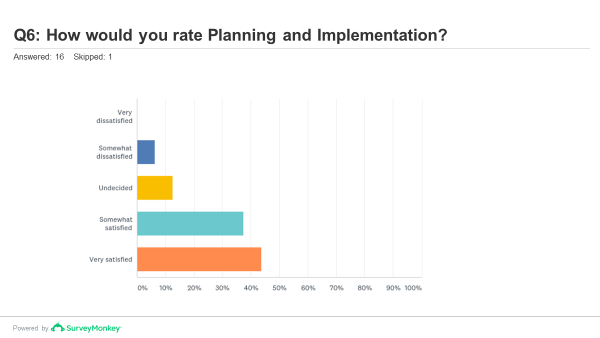 Q6: How would you rate Planning and Implementation?
Answered: 16 Skipped: 1
Very
dissatisfied
Somewhat
dissatisfied
Undecided
Somewhat
satisfied
Very satisfied
0% 10% 20% 30% 40% 50% 60% 70% 80% 90% 100%
Powered by SurveyMonkey